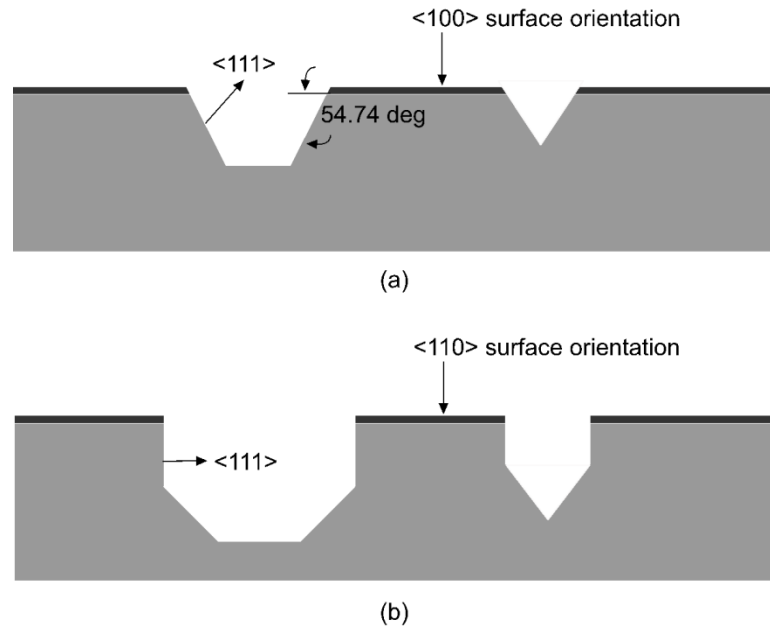 <100> surface orientation
<111>
54.74 deg
(a)
<110> surface orientation
<111>
(b)